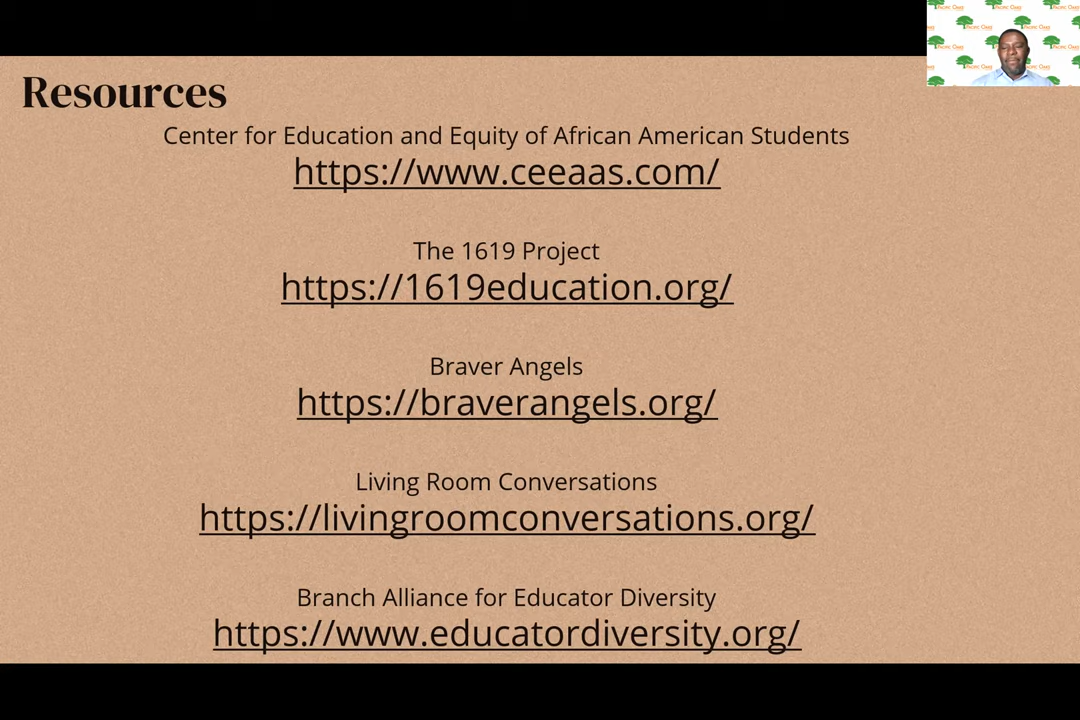 Resources
Center for Education and Equity of African American Students
https://www.ceeaas.com/
The 1619 Project
https://1619education.org/
Braver Angels
https://braverangels.org/
Living Room Conversations
https://livingroomconversations.org/
Branch Alliance for Educator Diversity
https://www.educatordiversity.org/